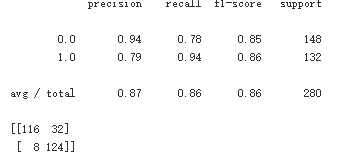 precision recall f1-score support
0.0 0.94 0.78 0.85 148
1.0 0.79 0.94 0.86 132
avg / total 0.87 0.86 0.86 280
[[116 32]
[ 8 124]]